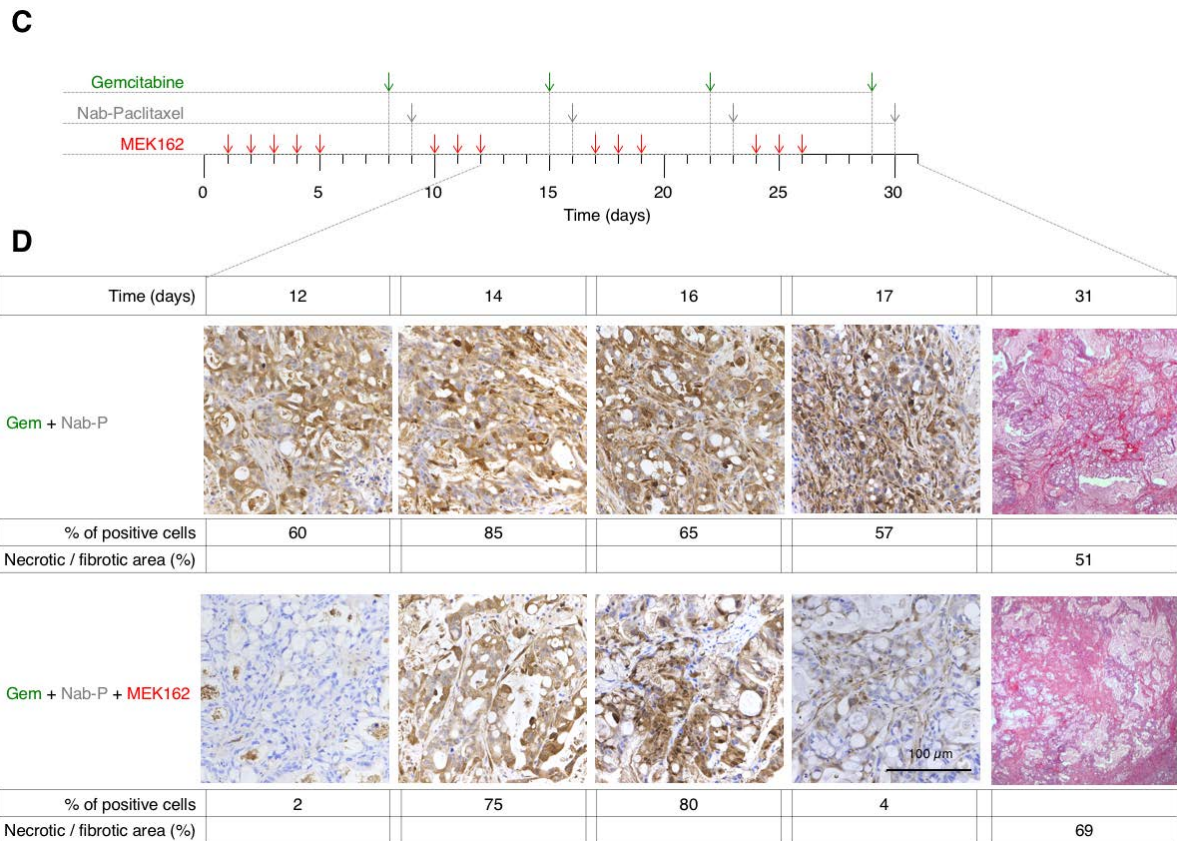 C
Gemcitabine
Nab-Paclitaxel
MEK162
0 5 10 15 20 25 30
Time (days)
D
Time (days) 12 14 16 17 31
Gem + Nab-P
% of positive cells 60 85 65 57
Necrotic / fibrotic area (%) 51
Gem + Nab-P + MEK162
100 µm
% of positive cells 2 75 80 4
Necrotic / fibrotic area (%) 69